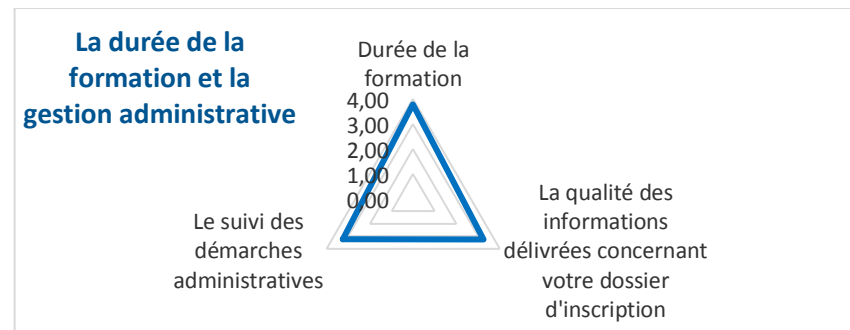 La durée de la
formation et la
gestion administrative
Durée de la
formation
4,00
3,00
2,00
1,00
0,00
La qualité des
informations
délivrées concernant
votre dossier
d'inscription
Le suivi des
démarches
administratives